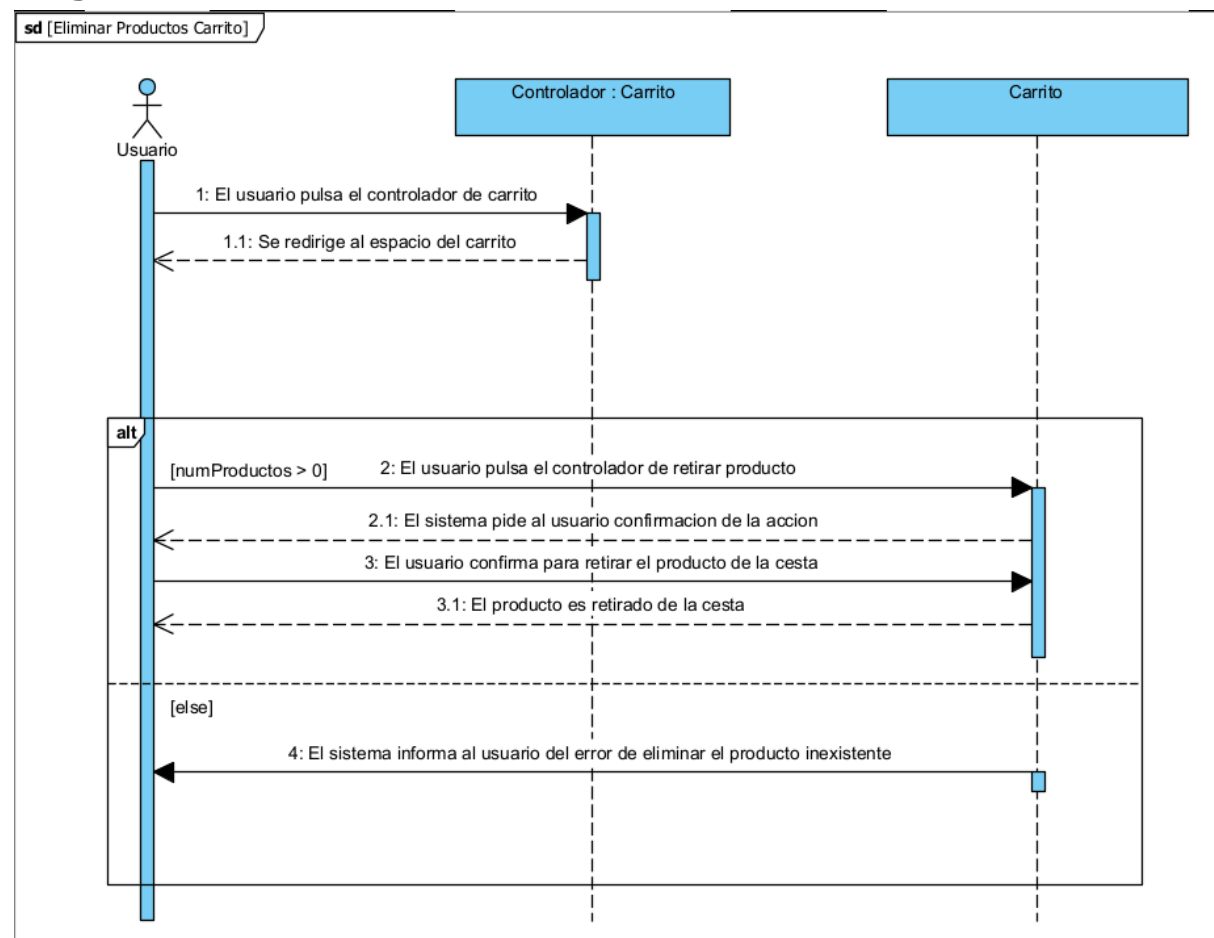 sd [Eliminar Productos Carrito]
Controlador : Carrito
Carrito
Usuario
1: El usuario pulsa el controlador de carrito
1.1: Se redirige al espacio del carrito
alt
[numProductos > 0]
2: El usuario pulsa el controlador de retirar producto
2.1: El sistema pide al usuario confirmacion de la accion
3: El usuario confirma para retirar el producto de la cesta
3.1: El producto es retirado de la cesta
[else]
4: El sistema informa al usuario del error de eliminar el producto inexistente